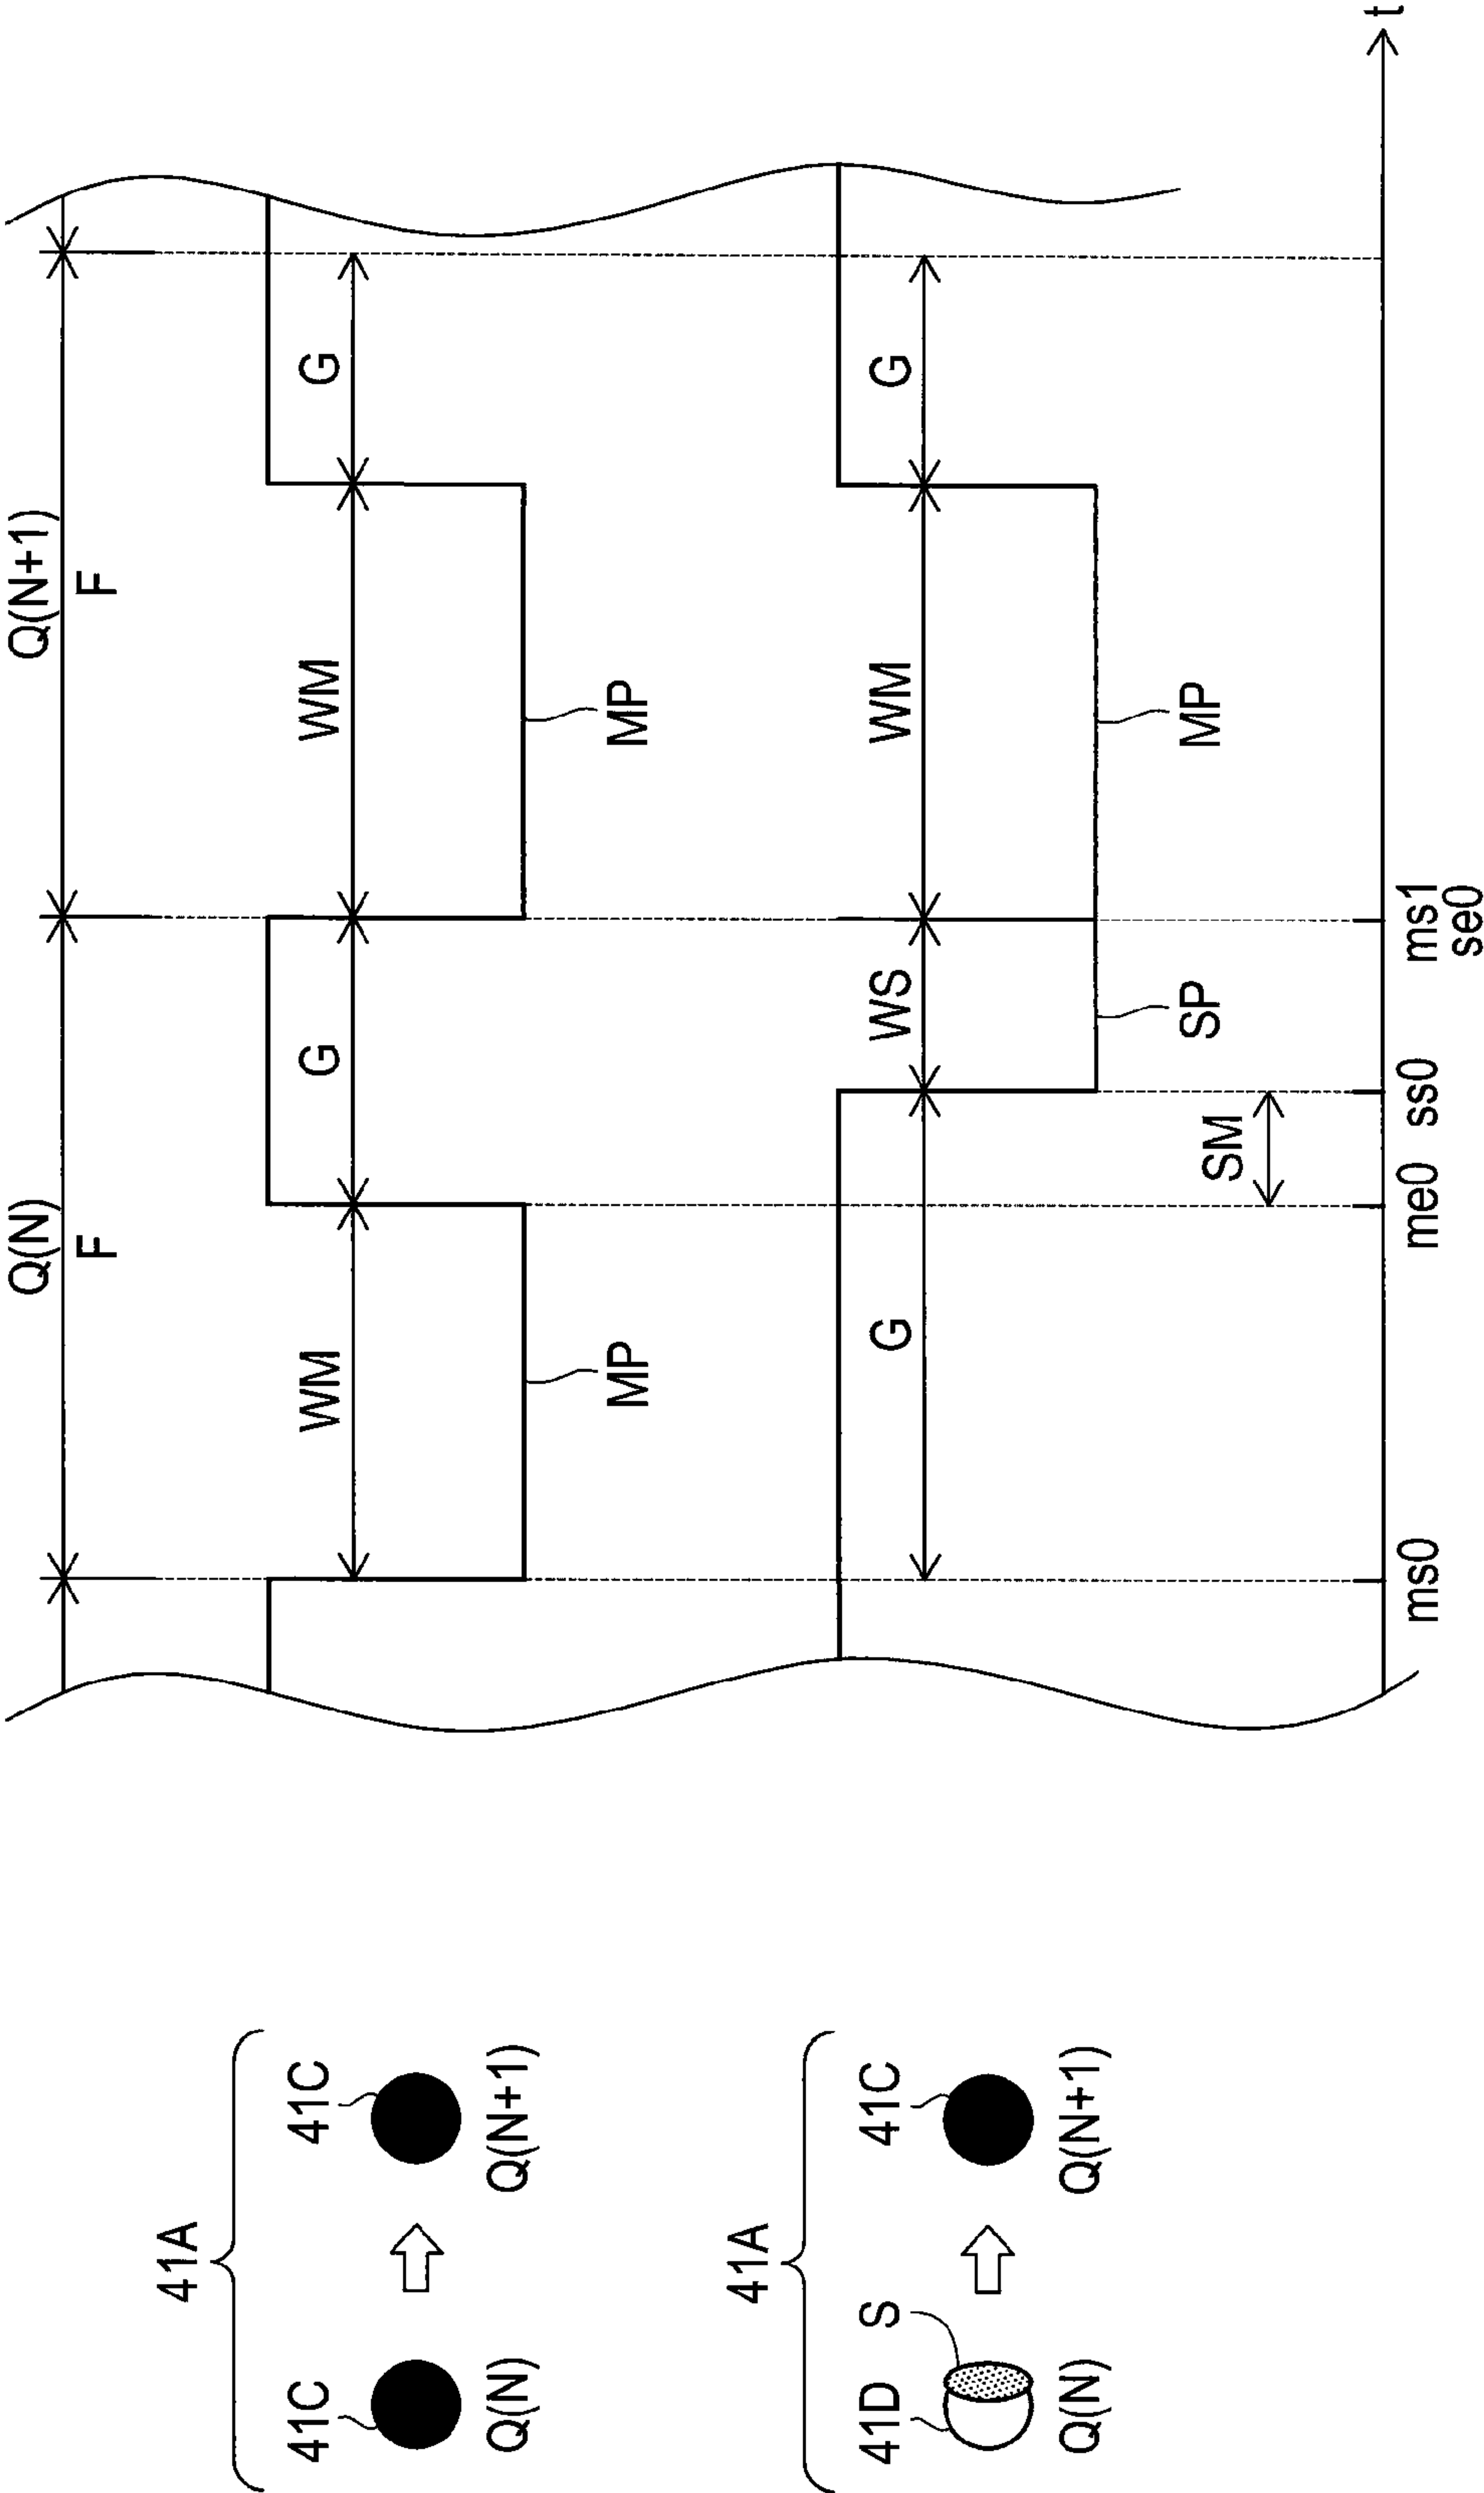 Q(N)
Q(N+1)
F
F
41A
41C
41C
Q(N)
Q(N+1)
WM
G
WM
G
MP
MP
41A
41D
S
41C
Q(N)
Q(N+1)
G
WS
WM
G
SP
MP
SM
t
ms0
me0
ss0
ms1
se0